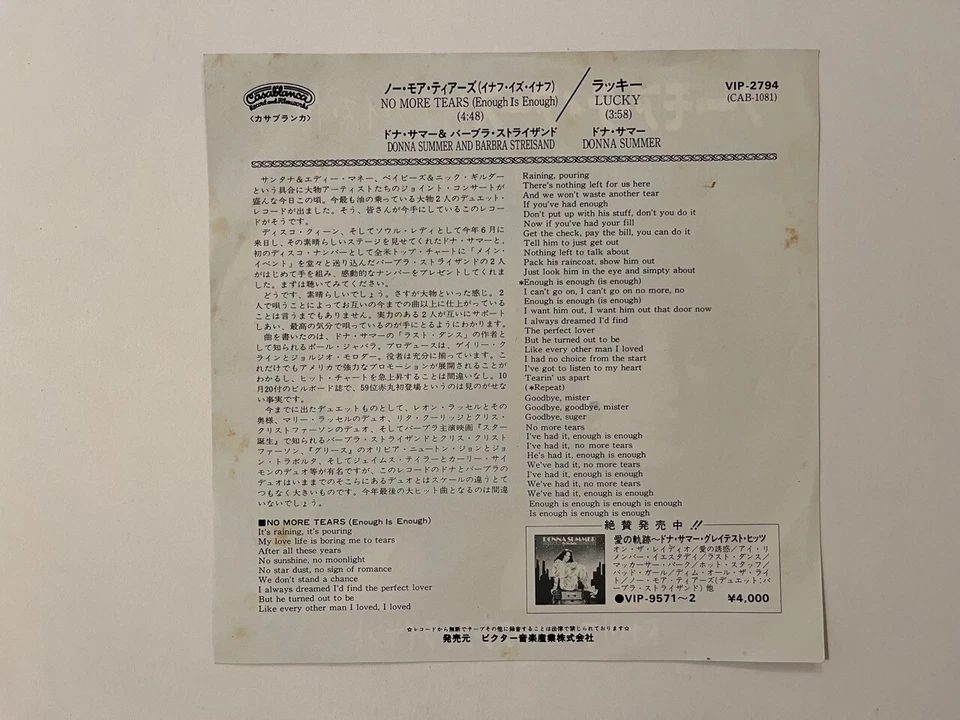 Casablanca
Record and Filmworks
〈カサブランカ〉
ノー・モア・ティアーズ(イナフ・イズ・イナフ)
NO MORE TEARS (Enough Is Enough)
(4:48)
ドナ・サマー& バーブラ・ストライザンド
DONNA SUMMER AND BARBRA STREISAND
ラッキー
LUCKY
(3:58)
ドナ・サマー
DONNA SUMMER
VIP-2794
(CAB-1081)
サンタナ&エディー・マネー、ベイビーズ&ニック・ギルダー
という具合に大物アーティストたちのジョイント・コンサートが
盛んな今日この頃。今最も油の乗っている大物2人のデュエット・
レコードが出ました。そう、皆さんが今手にしているこのレコー
ドがそうです。
ディスコ・クィーン、そしてソウル・レディとして今年6月に
来日し、その素晴らしいステージを見せてくれたドナ・サマーと、
初のディスコ・ナンバーとして全米トップ・チャートに「メイン・
イベント」を堂々と送り込んだバーブラ・ストライザンドの2人
がはじめて手を組み、感動的なナンバーをプレゼントしてくれまし
た。まずは聴いてみてください。
どうです、素晴らしいでしょう。さすが大物といった感じ。2
人で唄うことによってお互いの今までの曲以上に仕上がっている
ことは言うまでもありません。実力のある2人が互いにサポート
しあい、最高の気分で唄っているのが手にとるようにわかります。
曲を書いたのは、ドナ・サマーの「ラスト・ダンス」の作者と
して知られるポール・ジャバラ。プロデュースは、ゲイリー・ク
ラインとジョルジオ・モロダー。役者は充分に揃っています。こ
れだけでもアメリカで強力なプロモーションが展開されることが
わかるし、ヒット・チャートを急上昇することは間違いなし。10
月20付のビルボード誌で、59位赤丸初登場というのは見のがせな
い事実です。
今までに出たデュエットものとして、レオン・ラッセルとその
奥様、マリー・ラッセルのデュオ、リタ・クーリッジとクリス・
クリストファーソンのデュオ、そしてバーブラ主演映画『スター
誕生』で知られるバーブラ・ストライザンドとクリス・クリスト
ファーソン、『グリース』のオリビア・ニュートン・ジョンとジョ
ン・トラボルタ、そしてジェイムス・テイラーとカーリー・サイ
モンのデュオ等が有名ですが、このレコードのドナとバーブラの
デュオはいままでのそこらにあるデュオとはスケールの違うとて
つもなく大きいものです。今年最後の大ヒット曲となるのは間違
いないでしょう。
■NO MORE TEARS (Enough Is Enough)
It's raining, it's pouring
My love life is boring me to tears
After all these years
No sunshine, no moonlight
No star dust, no sign of romance
We don't stand a chance
I always dreamed I'd find the perfect lover
But he turned out to be
Like every other man I loved, I loved
Raining, pouring
There's nothing left for us here
And we won't waste another tear
If you've had enough
Don't put up with his stuff, don't you do it
Now if you've had your fill
Get the check, pay the bill, you can do it
Tell him to just get out
Nothing left to talk about
Pack his raincoat, show him out
Just look him in the eye and simpty about
*Enough is enough (is enough)
I can't go on, I can't go on no more, no
Enough is enough (is enough)
I want him out, I want him out that door now
I always dreamed I'd find
The perfect lover
But he turned out to be
Like every other man I loved
I had no choice from the start
I've got to listen to my heart
Tearin' us apart
(*Repeat)
Goodbye, mister
Goodbye, goodbye, mister
Goodbye, suger
No more tears
I've had it, enough is enough
I've had it, no more tears
He's had it, enough is enough
We've had it, no more tears
I've had it, enough is enough
We've had it, no more tears
We've had it, enough is enough
Enough is enough is enough is enough
Is enough is enough is enough
絶賛発売中!!
DONNA SUMMER
愛の軌跡〜ドナ・サマー・グレイテスト・ヒッツ
オン・ザ・レイディオ/愛の誘惑/アイ・リ
メンバー・イエスタデイ/ラスト・ダンス/
マッカーサー・パーク/ホット・スタッフ/
バッド・ガール/ディム・オール・ザ・ライ
ト/ノー・モア・ティアーズ(デュエット:バ
ーブラ・ストライザンド)他
●VIP-9571〜2 ¥4,000
☆レコードから無断でテープその他に録音することは法律で禁じられております☆
発売元 ビクター音楽産業株式会社